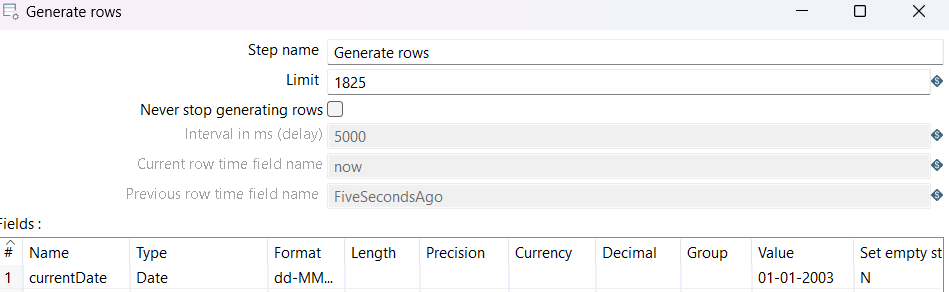 Generate rows
Step name Generate rows
Limit 1825
Never stop generating rows
Interval in ms (delay) 5000
Current row time field name now
Previous row time field name FiveSecondsAgo
Fields :
# Name Type Format Length Precision Currency Decimal Group Value Set empty st
1 currentDate Date dd-MM... 01-01-2003 N